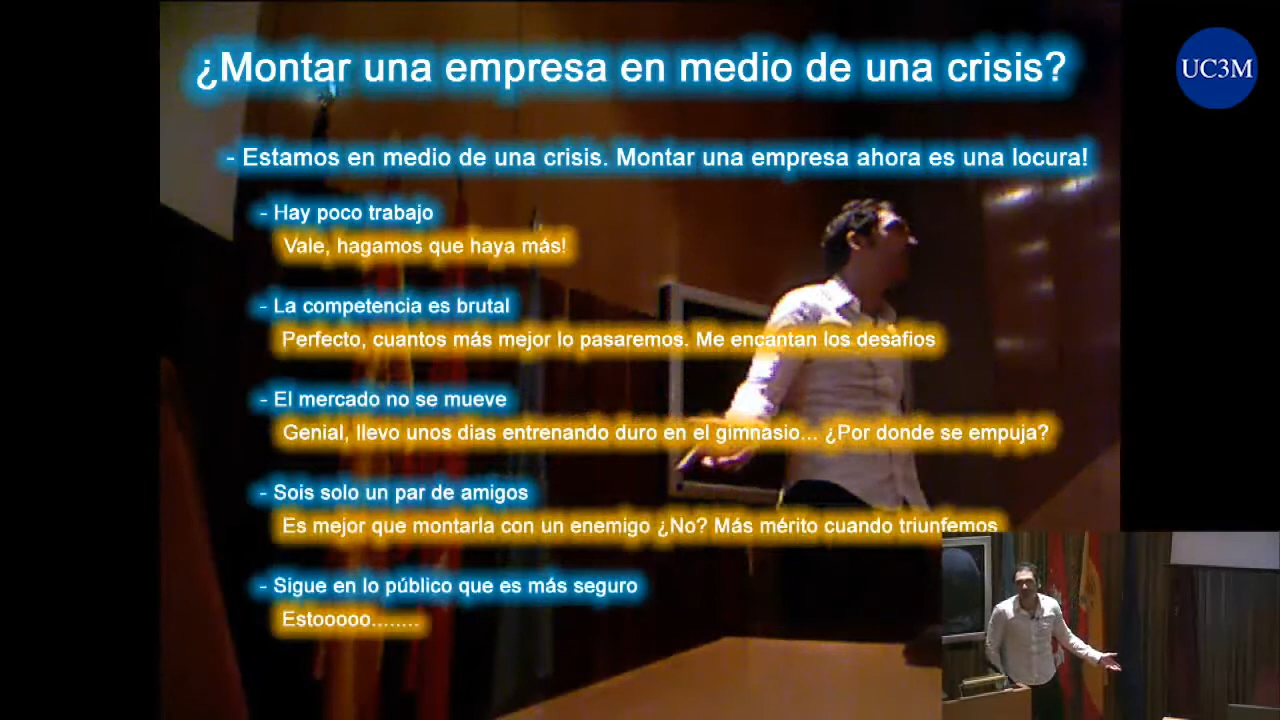 ¿Montar una empresa en medio de una crisis?
UC3M
- Estamos en medio de una crisis. Montar una empresa ahora es una locura!
- Hay poco trabajo
Vale, hagamos que haya más!
- La competencia es brutal
Perfecto, cuantos más mejor lo pasaremos. Me encantan los desafios
- El mercado no se mueve
Genial, llevo unos dias entrenando duro en el gimnasio... ¿Por donde se empuja?
- Sois solo un par de amigos
Es mejor que montarla con un enemigo ¿No? Más mérito cuando triunfemos
- Sigue en lo público que es más seguro
Estooooo........